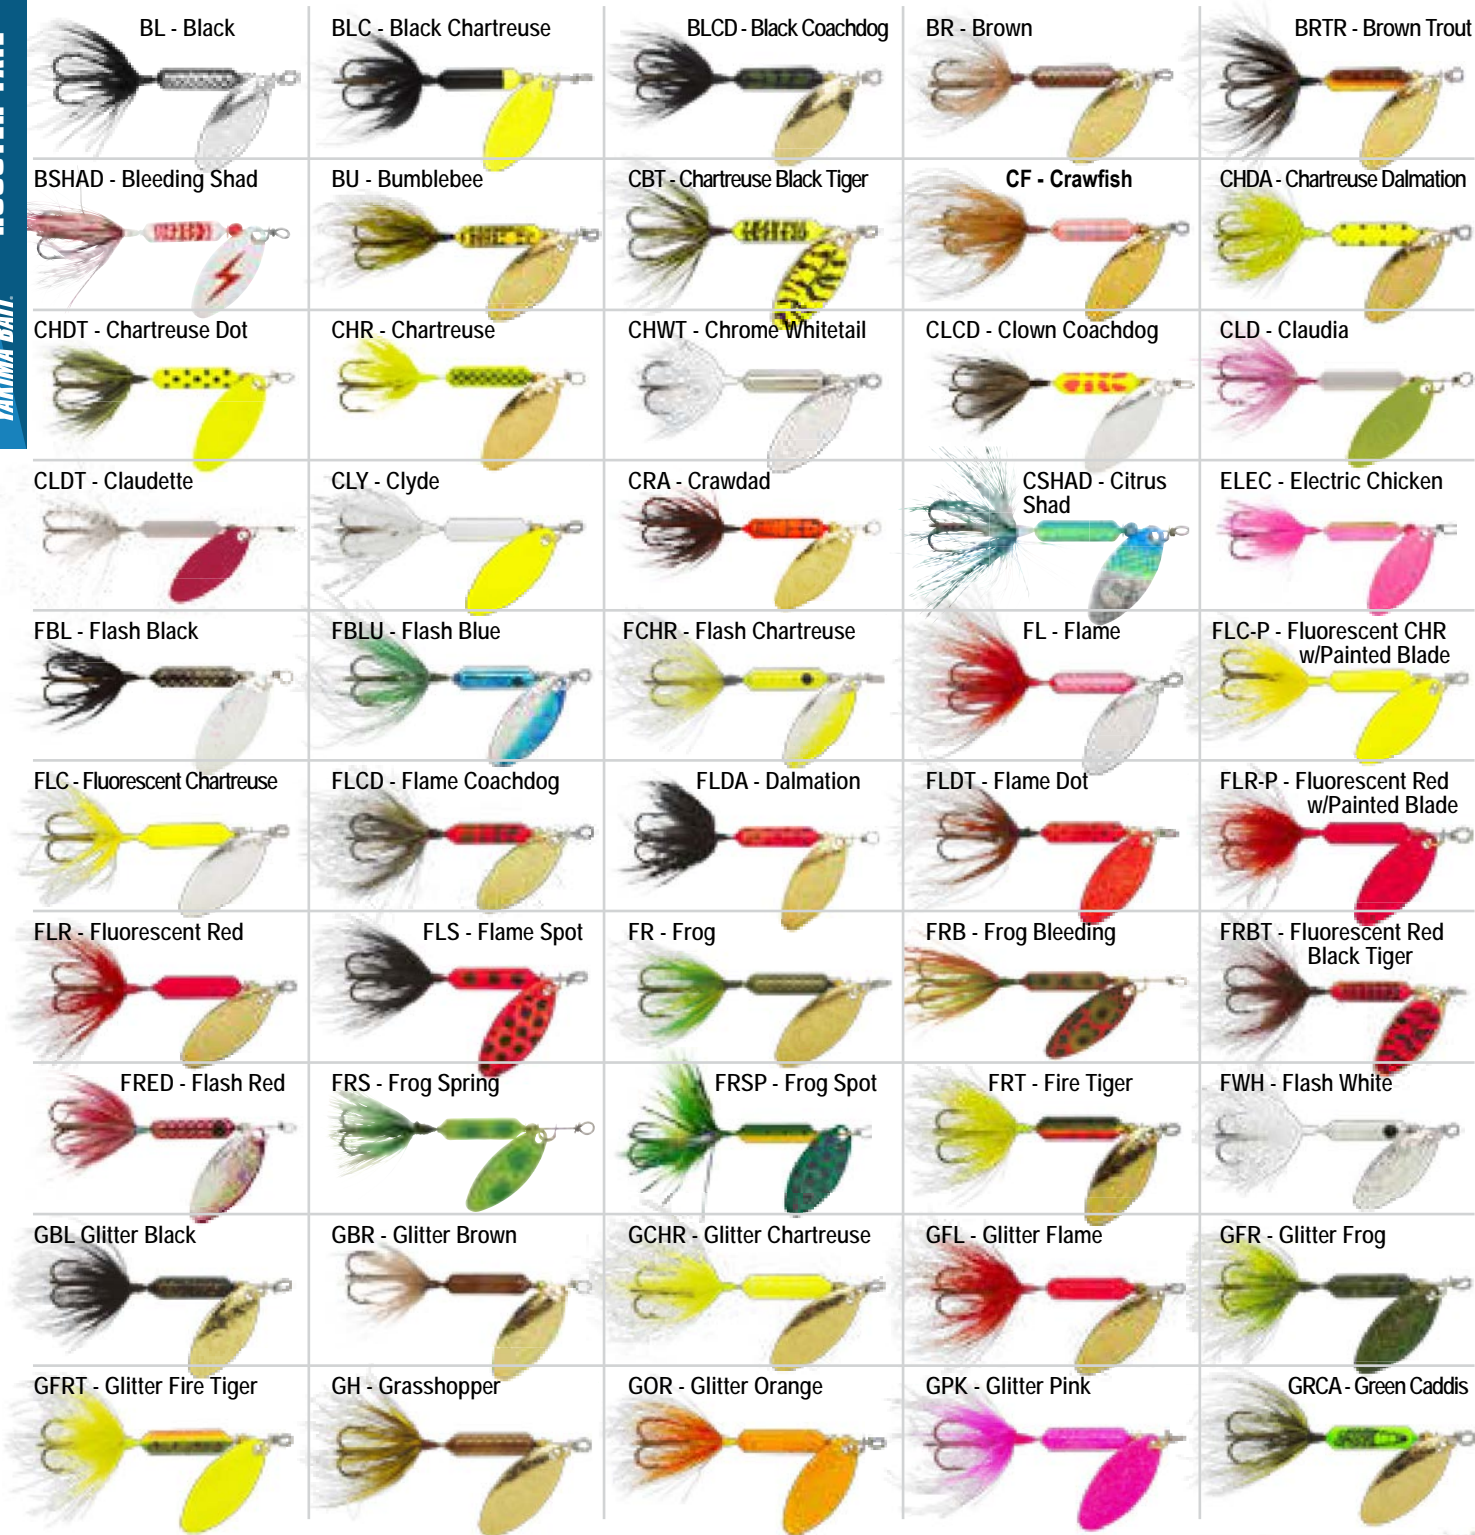 YAKIMA BAIT.
BL - Black
BLC - Black Chartreuse
BLCD - Black Coachdog
BR - Brown
BRTR - Brown Trout
BSHAD - Bleeding Shad
BU - Bumblebee
CBT - Chartreuse Black Tiger
CF - Crawfish
CHDA - Chartreuse Dalmation
CHDT - Chartreuse Dot
CHR - Chartreuse
CHWT - Chrome Whitetail
CLCD - Clown Coachdog
CLD - Claudia
CLDT - Claudette
CLY - Clyde
CRA - Crawdad
CSHAD - Citrus
Shad
ELEC - Electric Chicken
FBL - Flash Black
FBLU - Flash Blue
FCHR - Flash Chartreuse
FL - Flame
FLC-P - Fluorescent CHR
w/Painted Blade
FLC - Fluorescent Chartreuse
FLCD - Flame Coachdog
FLDA - Dalmation
FLDT - Flame Dot
FLR-P - Fluorescent Red
w/Painted Blade
FLR - Fluorescent Red
FLS - Flame Spot
FR - Frog
FRB - Frog Bleeding
FRBT - Fluorescent Red
Black Tiger
FRED - Flash Red
FRS - Frog Spring
FRSP - Frog Spot
FRT - Fire Tiger
FWH - Flash White
GBL Glitter Black
GBR - Glitter Brown
GCHR - Glitter Chartreuse
GFL - Glitter Flame
GFR - Glitter Frog
GFRT - Glitter Fire Tiger
GH - Grasshopper
GOR - Glitter Orange
GPK - Glitter Pink
GRCA - Green Caddis